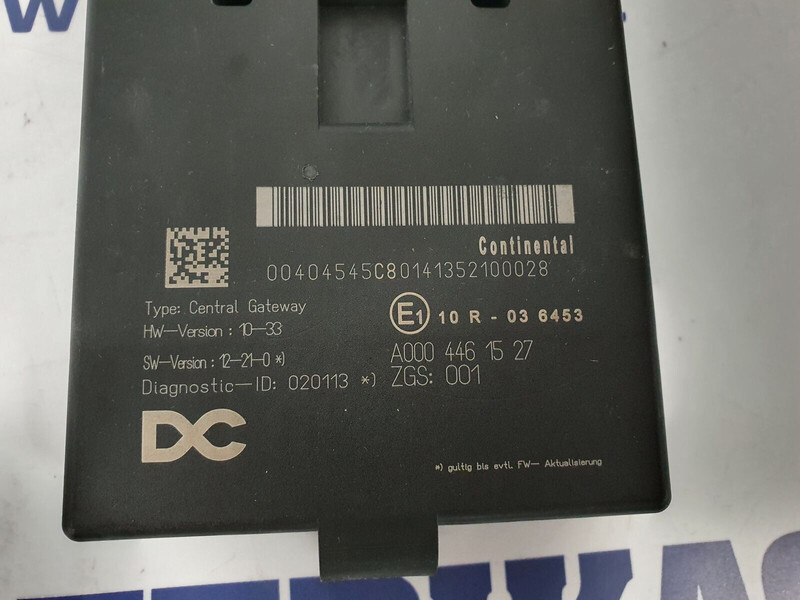 Continental
00404545C80141352100028
Type: Central Gateway
HW-Version : 10-33
E1 10 R - 03 6453
SW-Version : 12-21-0 *)
A000 446 15 27
Diagnostic-ID: 020113 *)
ZGS: 001
DC
*) gultig bis evtl. FW- Aktualisierung